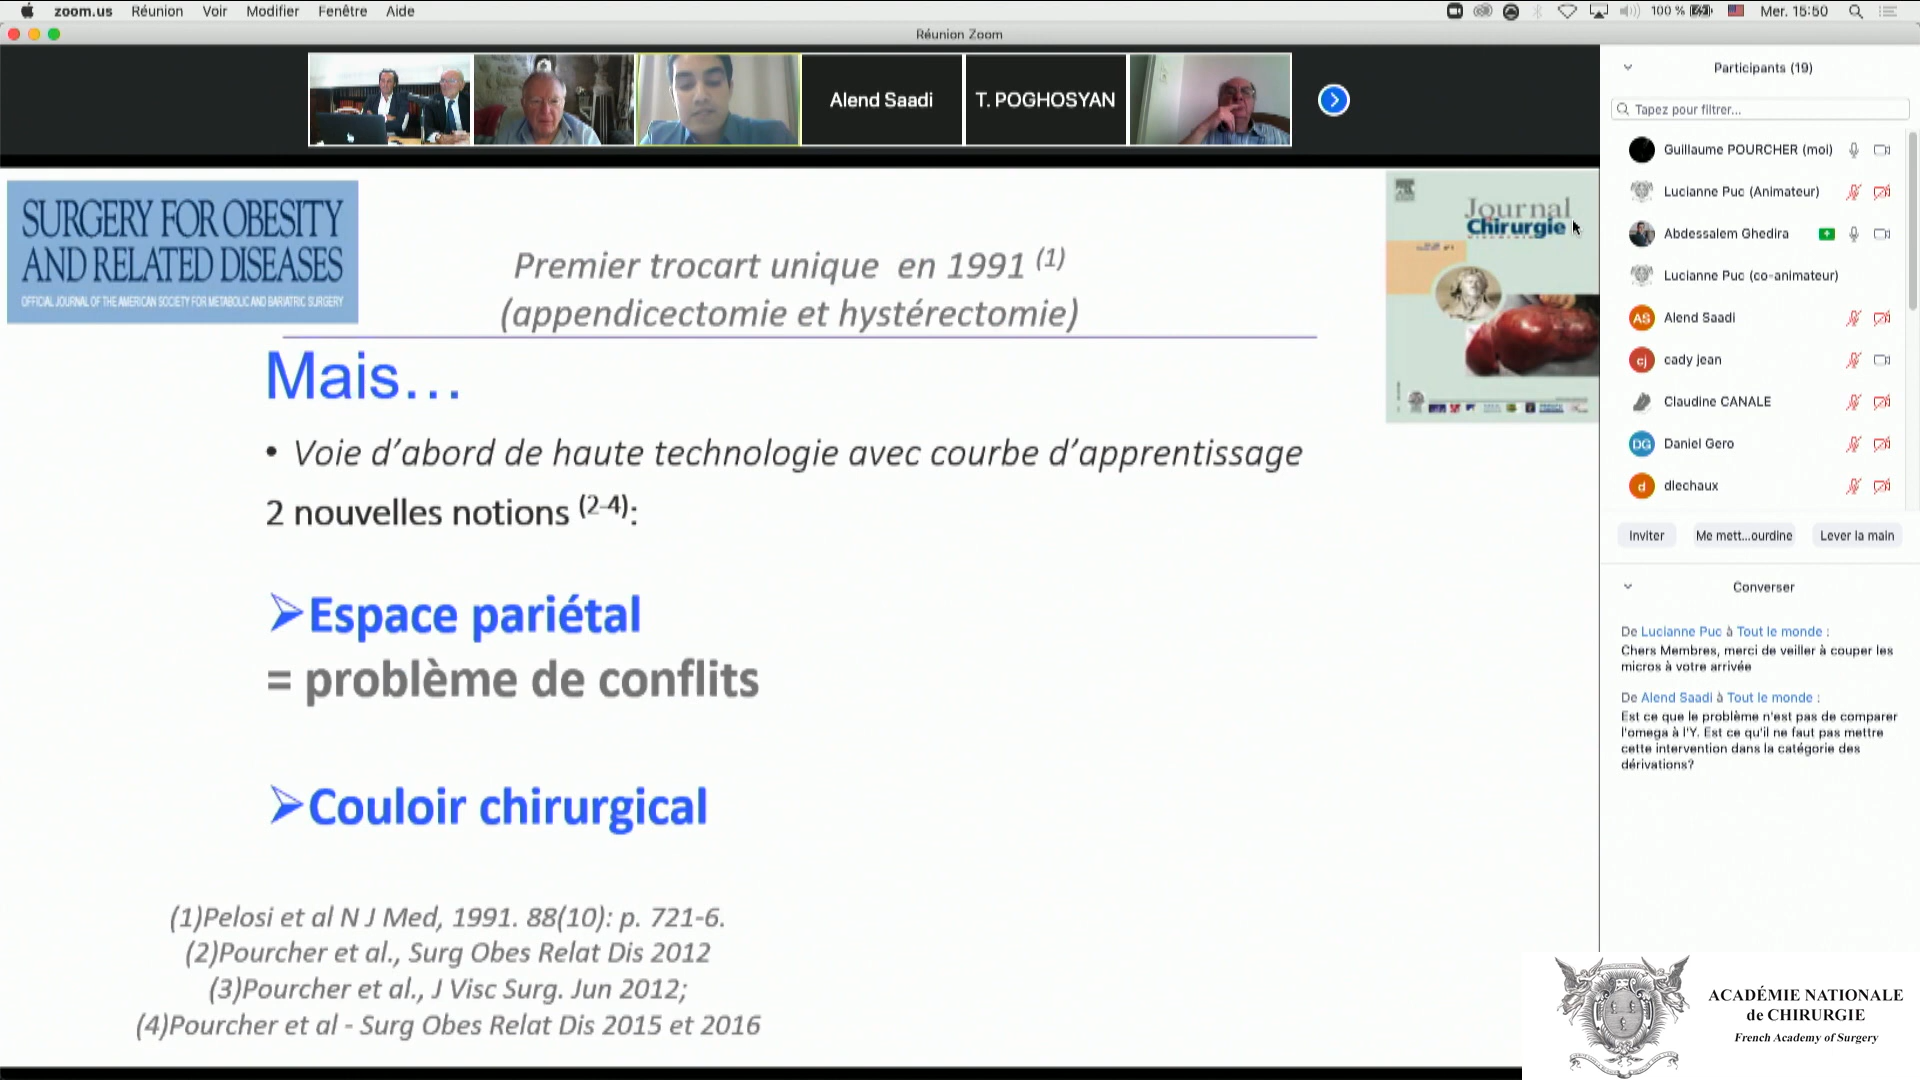 zoom.us Réunion Voir Modifier Fenêtre Aide
100 % Mer. 15:50
Réunion Zoom
Alend Saadi
T. POGHOSYAN
SURGERY FOR OBESITY
AND RELATED DISEASES
OFFICIAL JOURNAL OF THE AMERICAN SOCIETY FOR METABOLIC AND BARIATRIC SURGERY
Premier trocart unique en 1991 (1)
(appendicectomie et hystérectomie)
Journal
Chirurgie
Mais…
• Voie d’abord de haute technologie avec courbe d’apprentissage
2 nouvelles notions (2-4):
➢Espace pariétal
= problème de conflits
➢Couloir chirurgical
(1)Pelosi et al N J Med, 1991. 88(10): p. 721-6.
(2)Pourcher et al., Surg Obes Relat Dis 2012
(3)Pourcher et al., J Visc Surg. Jun 2012;
(4)Pourcher et al - Surg Obes Relat Dis 2015 et 2016
Participants (19)
Tapez pour filtrer...
Guillaume POURCHER (moi)
Lucianne Puc (Animateur)
Abdessalem Ghedira
Lucianne Puc (co-animateur)
AS Alend Saadi
cj cady jean
Claudine CANALE
DG Daniel Gero
d dlechaux
Inviter Me mett...ourdine Lever la main
Converser
De Lucianne Puc à Tout le monde :
Chers Membres, merci de veiller à couper les
micros à votre arrivée
De Alend Saadi à Tout le monde :
Est ce que le problème n'est pas de comparer
l'omega à l'Y. Est ce qu'il ne faut pas mettre
cette intervention dans la catégorie des
dérivations?
ACADÉMIE NATIONALE
de CHIRURGIE
French Academy of Surgery